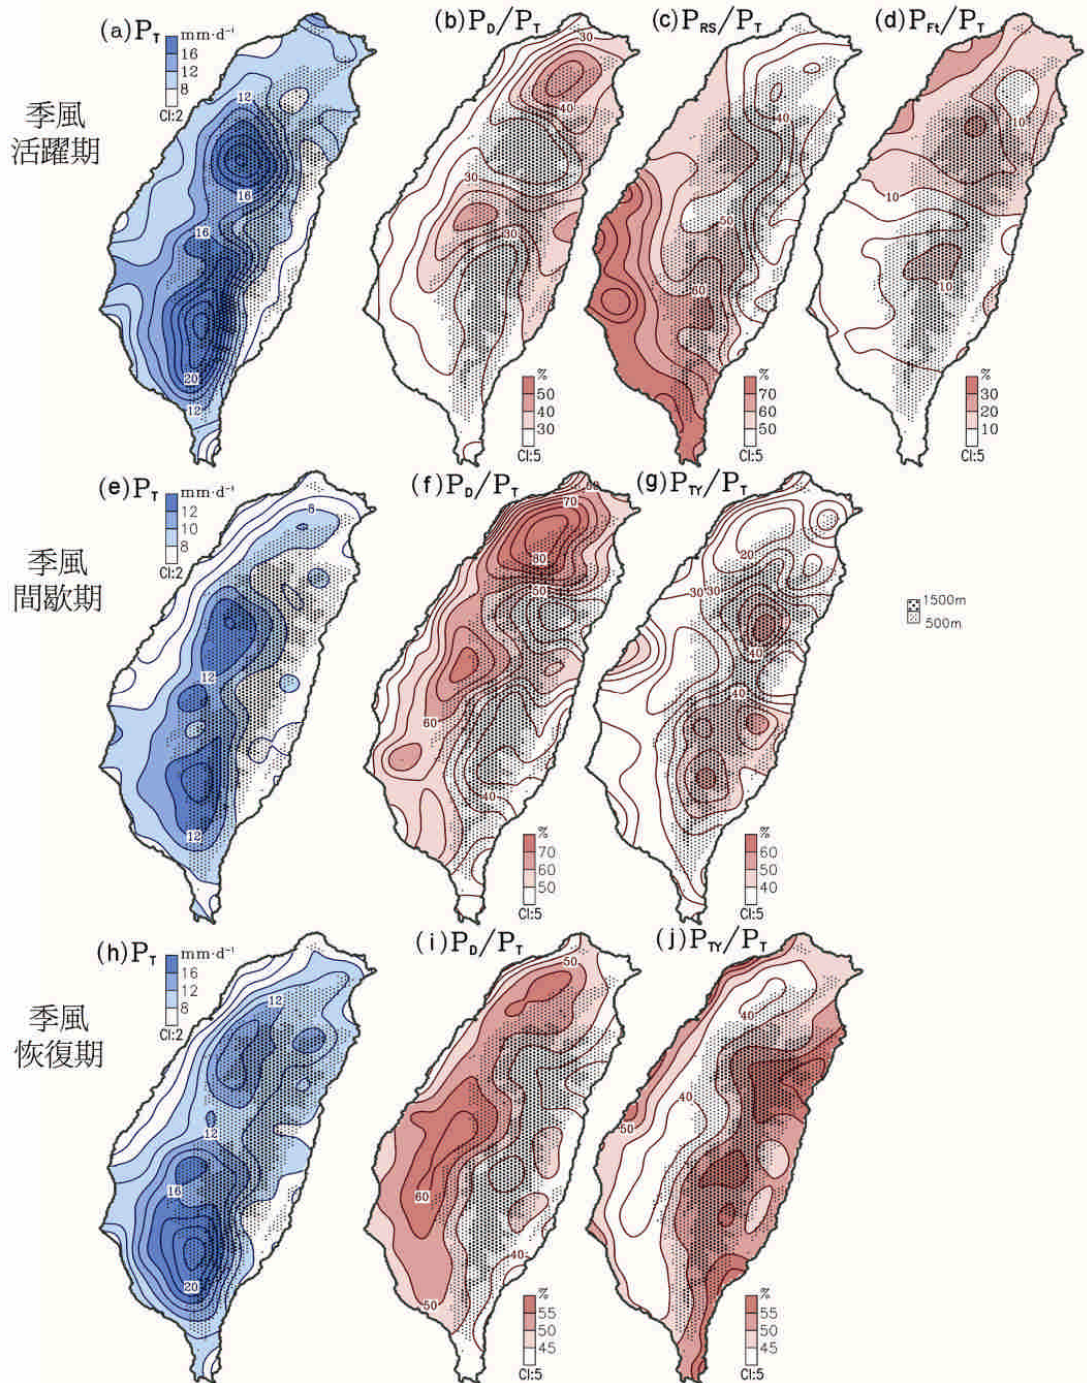 (a) P_T
mm·d⁻¹
16
12
8
CI:2
12
16
16
20
12
(b) P_D/P_T
30
40
30
30
%
50
40
30
CI:5
(c) P_RS/P_T
40
50
60
%
70
60
50
CI:5
(d) P_Ft/P_T
10
10
10
%
30
20
10
CI:5
季風
活躍期
(e) P_T
mm·d⁻¹
12
10
8
CI:2
8
12
12
(f) P_D/P_T
70
80
50
60
40
%
70
60
50
CI:5
(g) P_TY/P_T
20
30
30
40
40
%
60
50
40
CI:5
季風
間歇期
1500m
500m
(h) P_T
mm·d⁻¹
16
12
8
CI:2
12
12
16
20
(i) P_D/P_T
50
60
40
50
%
55
50
45
CI:5
(j) P_TY/P_T
40
40
50
%
55
50
45
CI:5
季風
恢復期